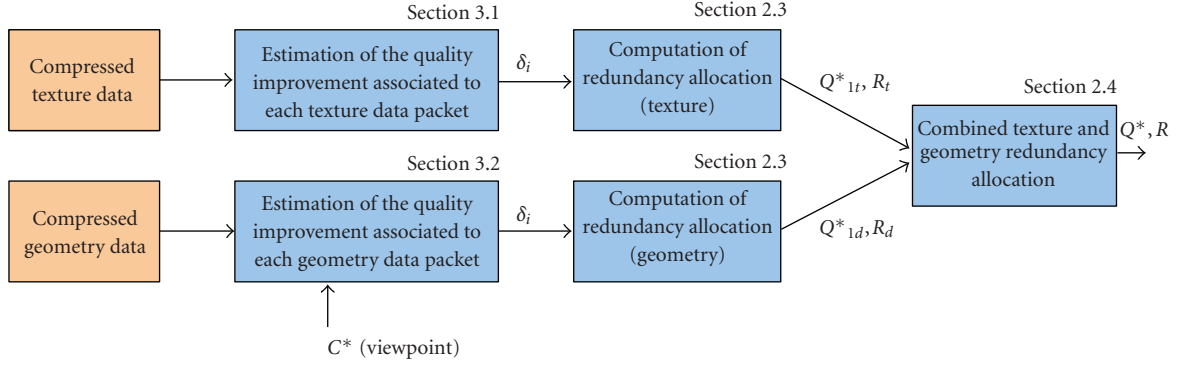 Section 3.1
Section 2.3
Compressed
texture data
Estimation of the quality
improvement associated to
each texture data packet
δi
Computation of
redundancy allocation
(texture)
Q*1t, Rt
Section 2.4
Combined texture and
geometry redundancy
allocation
Q*, R
Section 3.2
Section 2.3
Compressed
geometry data
Estimation of the quality
improvement associated to
each geometry data packet
δi
Computation of
redundancy allocation
(geometry)
Q*1d, Rd
C* (viewpoint)